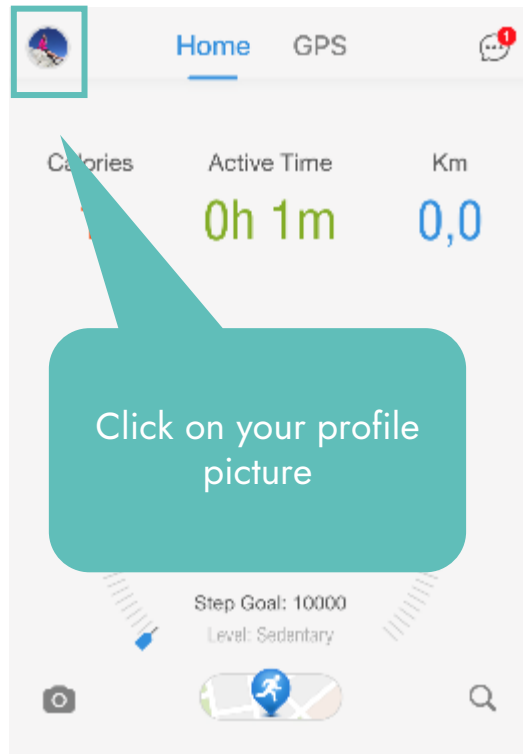 Home GPS
1
Calories Active Time Km
0h 1m 0,0
Click on your profile
picture
Step Goal: 10000
Level: Sedentary